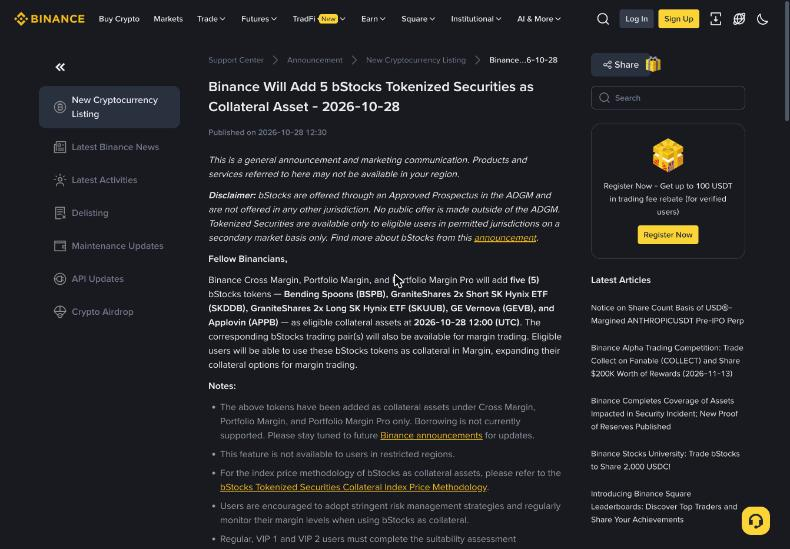 BINANCE
Buy Crypto
Markets
Trade
Futures
TradFi New
Earn
Square
Institutional
AI & More
Log In
Sign Up
New Cryptocurrency
Listing
Latest Binance News
Latest Activities
Delisting
Maintenance Updates
API Updates
Crypto Airdrop
Support Center
Announcement
New Cryptocurrency Listing
Binance...6-10-28
Binance Will Add 5 bStocks Tokenized Securities as
Collateral Asset - 2026-10-28
Published on 2026-10-28 12:30
This is a general announcement and marketing communication. Products and
services referred to here may not be available in your region.
Disclaimer: bStocks are offered through an Approved Prospectus in the ADGM and
are not offered in any other jurisdiction. No public offer is made outside of the ADGM.
Tokenized Securities are available only to eligible users in permitted jurisdictions on a
secondary market basis only. Find more about bStocks from this announcement.
Fellow Binancians,
Binance Cross Margin, Portfolio Margin, and Portfolio Margin Pro will add five (5)
bStocks tokens — Bending Spoons (BSPB), GraniteShares 2x Short SK Hynix ETF
(SKDDB), GraniteShares 2x Long SK Hynix ETF (SKUUB), GE Vernova (GEVB), and
Applovin (APPB) — as eligible collateral assets at 2026-10-28 12:00 (UTC). The
corresponding bStocks trading pair(s) will also be available for margin trading. Eligible
users will be able to use these bStocks tokens as collateral in Margin, expanding their
collateral options for margin trading.
Notes:
• The above tokens have been added as collateral assets under Cross Margin,
Portfolio Margin, and Portfolio Margin Pro only. Borrowing is not currently
supported. Please stay tuned to future Binance announcements for updates.
• This feature is not available to users in restricted regions.
• For the index price methodology of bStocks as collateral assets, please refer to the
bStocks Tokenized Securities Collateral Index Price Methodology.
• Users are encouraged to adopt stringent risk management strategies and regularly
monitor their margin levels when using bStocks as collateral.
• Regular, VIP 1 and VIP 2 users must complete the suitability assessment
Share
Search
Register Now - Get up to 100 USDT
in trading fee rebate (for verified
users)
Register Now
Latest Articles
Notice on Share Count Basis of USD®-
Margined ANTHROPICUSDT Pre-IPO Perp
Binance Alpha Trading Competition: Trade
Collect on Fanable (COLLECT) and Share
$200K Worth of Rewards (2026-11-13)
Binance Completes Coverage of Assets
Impacted in Security Incident; New Proof
of Reserves Published
Binance Stocks University: Trade bStocks
to Share 2,000 USDC!
Introducing Binance Square
Leaderboards: Discover Top Traders and
Share Your Achievements